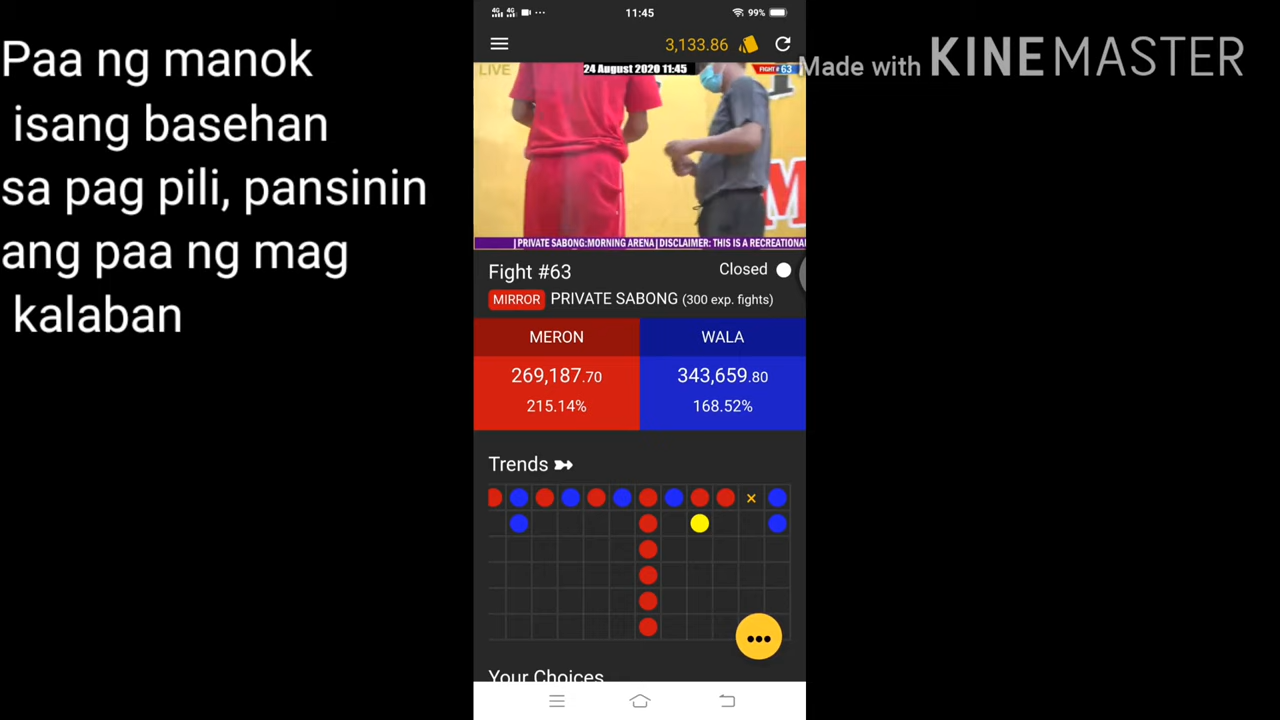 Paa ng manok
isang basehan
sa pag pili, pansinin
ang paa ng mag
kalaban
4G 4G
11:45
99%
3,133.86
LIVE
24 August 2020 11:45
FIGHT # 63
Made with KINEMASTER
M
| PRIVATE SABONG:MORNING ARENA | DISCLAIMER: THIS IS A RECREATIONA
Fight #63
Closed
MIRROR PRIVATE SABONG (300 exp. fights)
MERON
WALA
269,187.70
343,659.80
215.14%
168.52%
Trends
Your Choices